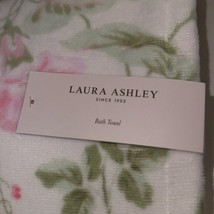 LAURA ASHLEY
SINCE 1953
Bath Towel